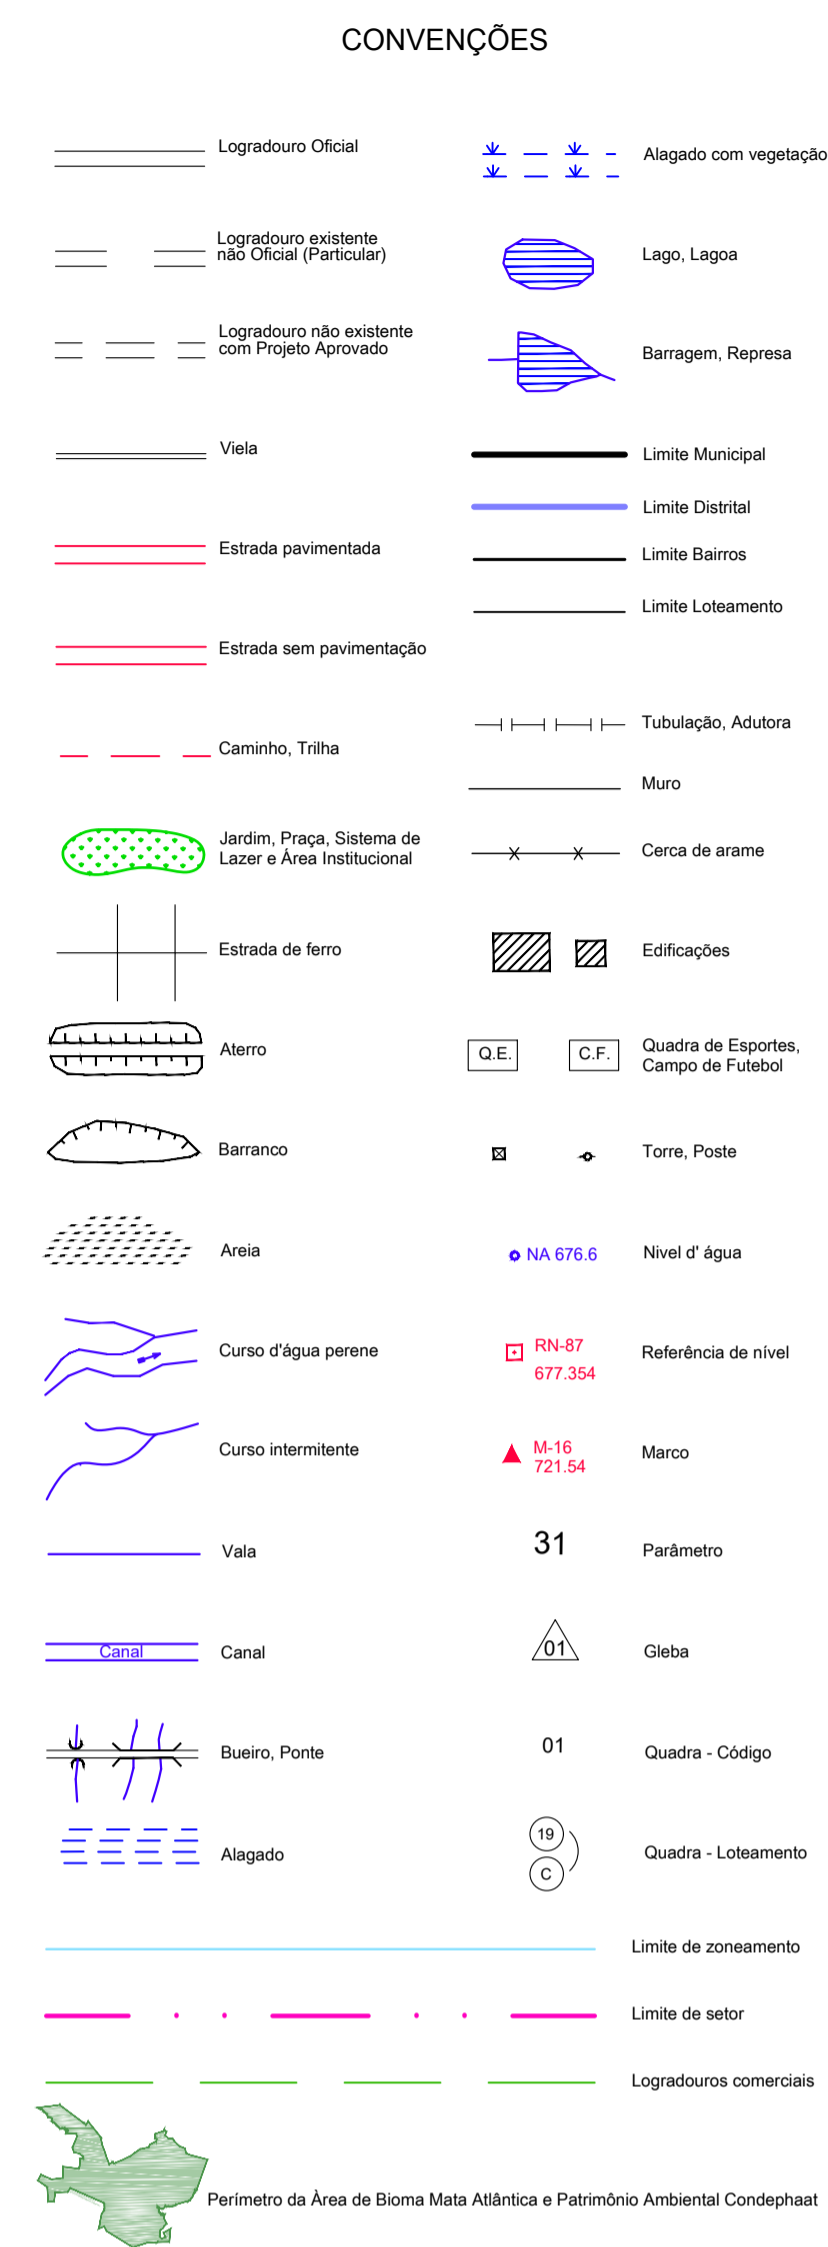 CONVENÇÕES
Logradouro Oficial
Logradouro existente
não Oficial (Particular)
Logradouro não existente
com Projeto Aprovado
Viela
Estrada pavimentada
Estrada sem pavimentação
Caminho, Trilha
Jardim, Praça, Sistema de
Lazer e Área Institucional
Estrada de ferro
Aterro
Barranco
Areia
Curso d'água perene
Curso intermitente
Vala
Canal
Canal
Bueiro, Ponte
Alagado
Alagado com vegetação
Lago, Lagoa
Barragem, Represa
Limite Municipal
Limite Distrital
Limite Bairros
Limite Loteamento
Tubulação, Adutora
Muro
Cerca de arame
Edificações
Q.E.
C.F.
Quadra de Esportes,
Campo de Futebol
Torre, Poste
NA 676.6
Nivel d' água
RN-87
677.354
Referência de nível
M-16
721.54
Marco
31
Parâmetro
01
Gleba
01
Quadra - Código
19
C
Quadra - Loteamento
Limite de zoneamento
Limite de setor
Logradouros comerciais
Perímetro da Àrea de Bioma Mata Atlântica e Patrimônio Ambiental Condephaat